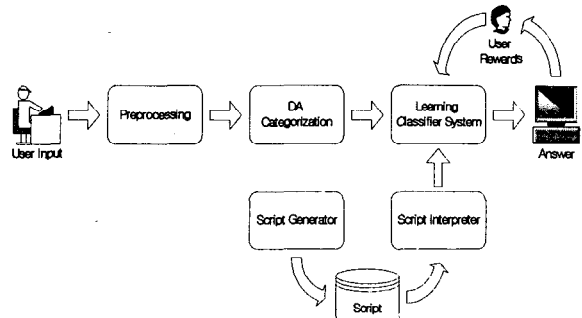 User
Rewards
Preprocessing
DA
Categorization
Learning
Classifier System
User Input
Answer
Script Generator
Script Interpreter
Script